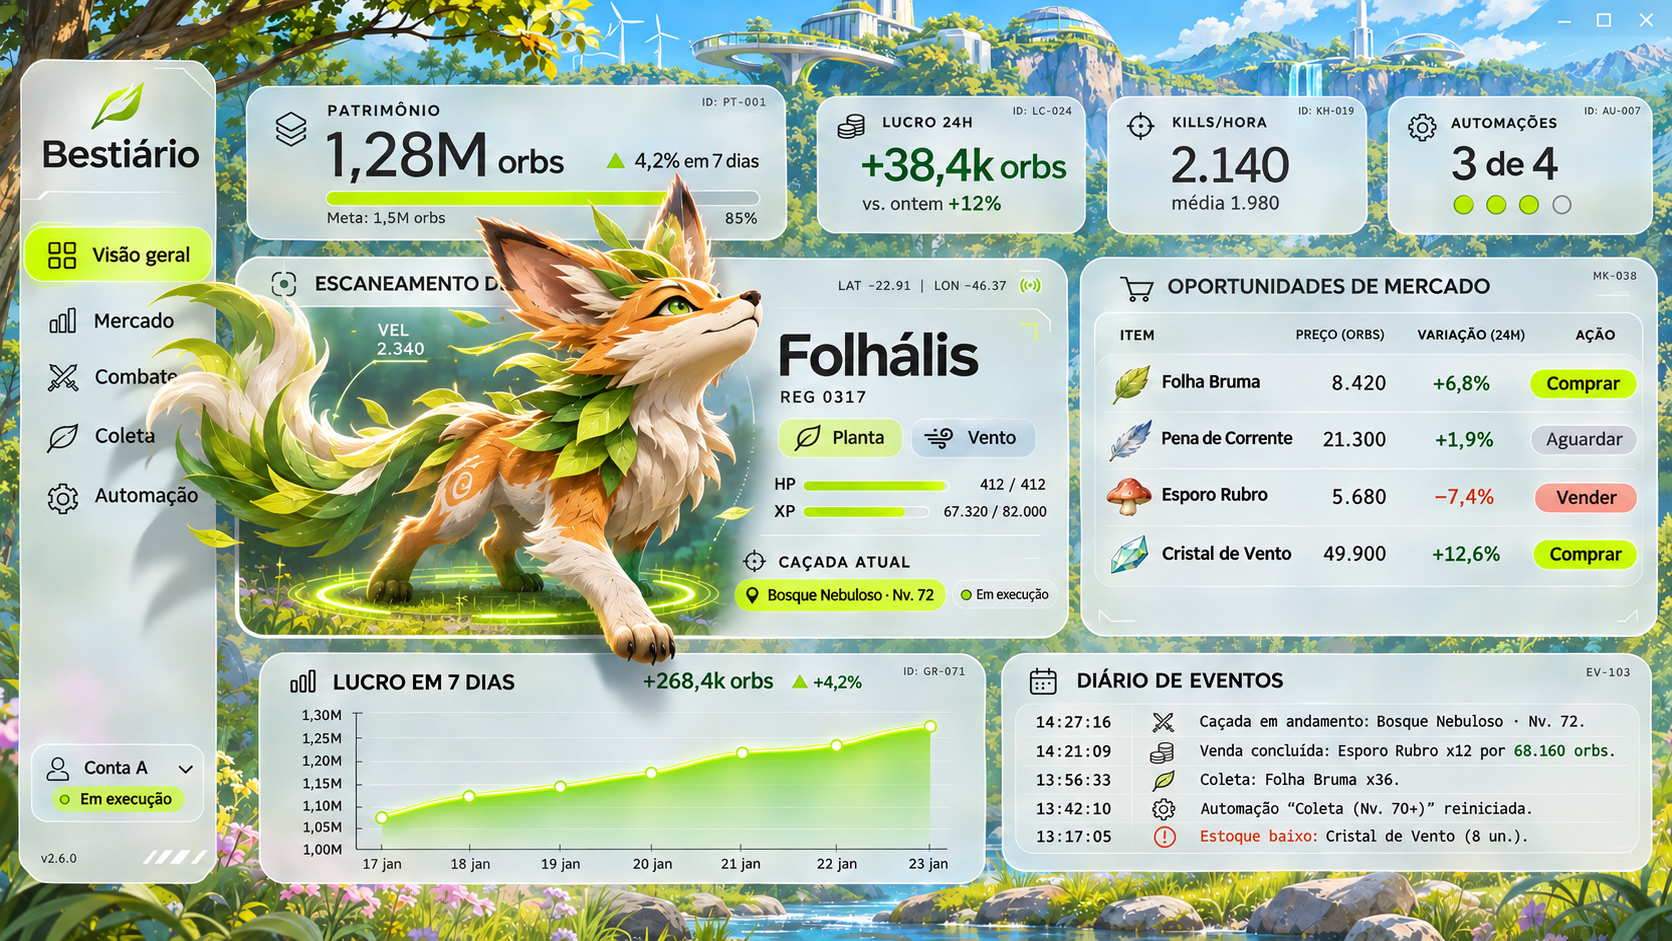 Bestiário
Visão geral
Mercado
Combate
Coleta
Automação
Conta A
Em execução
v2.6.0
PATRIMÔNIO
ID: PT-001
1,28M orbs
4,2% em 7 dias
Meta: 1,5M orbs
85%
LUCRO 24H
ID: LC-024
+38,4k orbs
vs. ontem +12%
KILLS/HORA
ID: KH-019
2.140
média 1.980
AUTOMAÇÕES
ID: AU-007
3 de 4
ESCANEAMENTO
LAT −22.91 | LON −46.37
VEL
2.340
Folhális
REG 0317
Planta
Vento
HP 412 / 412
XP 67.320 / 82.000
CAÇADA ATUAL
Bosque Nebuloso · Nv. 72
Em execução
OPORTUNIDADES DE MERCADO
MK-038
ITEM PREÇO (ORBS) VARIAÇÃO (24M) AÇÃO
Folha Bruma 8.420 +6,8% Comprar
Pena de Corrente 21.300 +1,9% Aguardar
Esporo Rubro 5.680 −7,4% Vender
Cristal de Vento 49.900 +12,6% Comprar
LUCRO EM 7 DIAS
+268,4k orbs
+4,2%
ID: GR-071
1,30M
1,25M
1,20M
1,15M
1,10M
1,05M
1,00M
17 jan 18 jan 19 jan 20 jan 21 jan 22 jan 23 jan
DIÁRIO DE EVENTOS
EV-103
14:27:16 Caçada em andamento: Bosque Nebuloso · Nv. 72.
14:21:09 Venda concluída: Esporo Rubro x12 por 68.160 orbs.
13:56:33 Coleta: Folha Bruma x36.
13:42:10 Automação “Coleta (Nv. 70+)” reiniciada.
13:17:05 Estoque baixo: Cristal de Vento (8 un.).